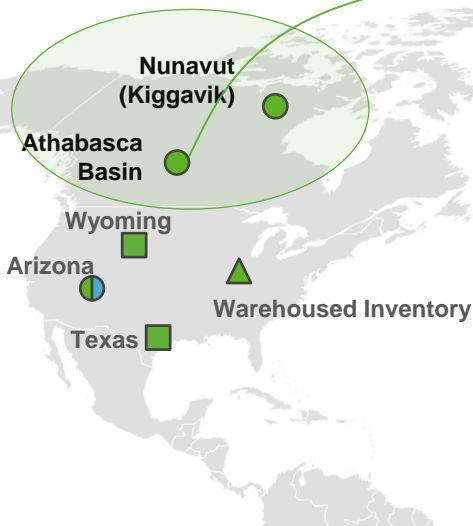 Nunavut
(Kiggavik)
Athabasca
Basin
Wyoming
Arizona
Warehoused Inventory
Texas